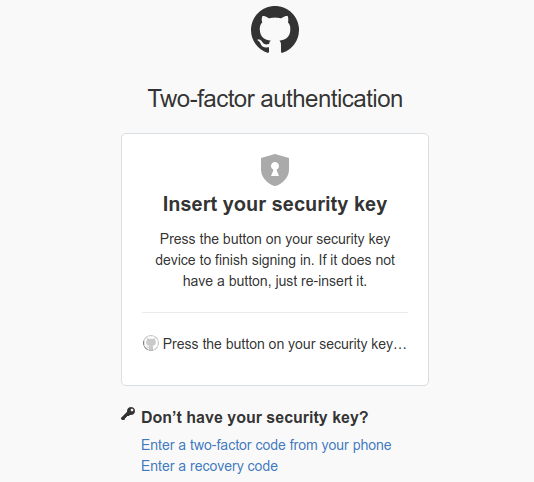 Two-factor authentication
Insert your security key
Press the button on your security key
device to finish signing in. If it does not
have a button, just re-insert it.
Press the button on your security key…
Don’t have your security key?
Enter a two-factor code from your phone
Enter a recovery code